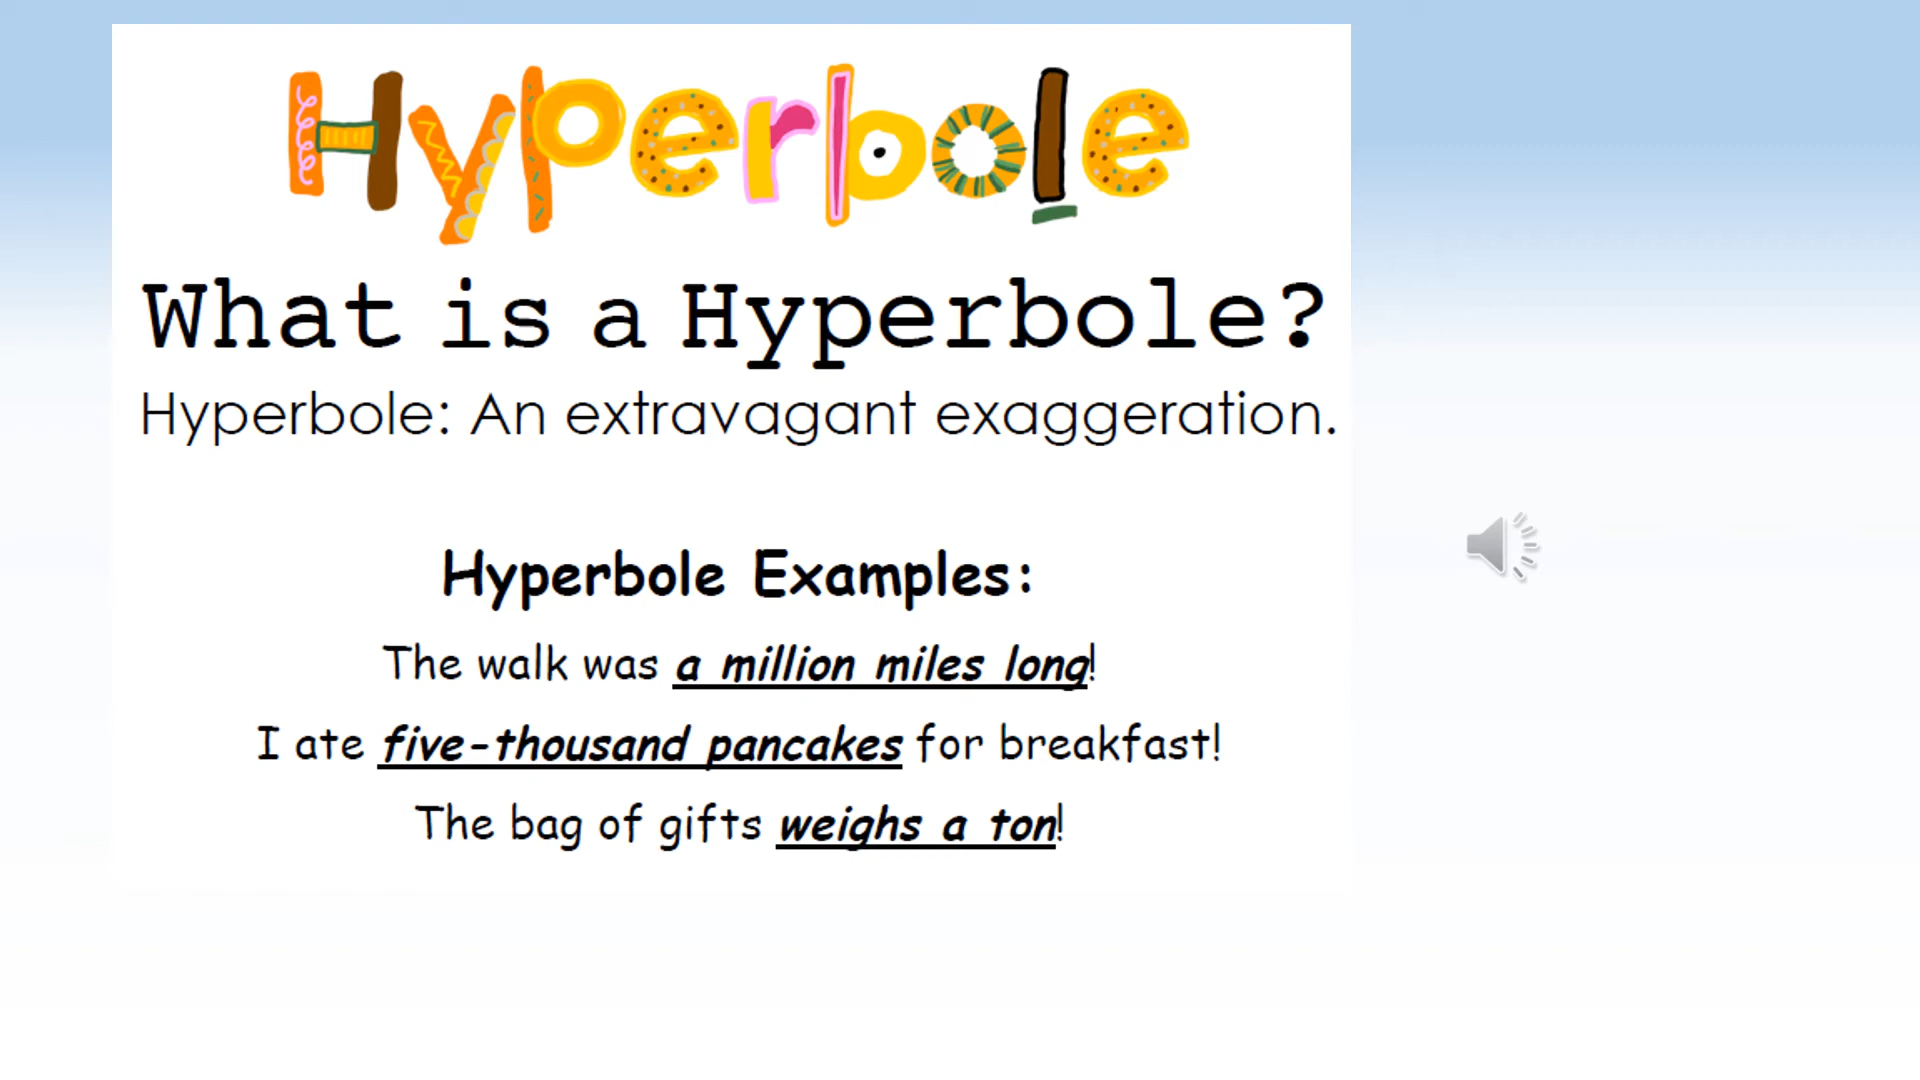 Hyperbole
What is a Hyperbole?
Hyperbole: An extravagant exaggeration.
Hyperbole Examples:
The walk was a million miles long!
I ate five-thousand pancakes for breakfast!
The bag of gifts weighs a ton!